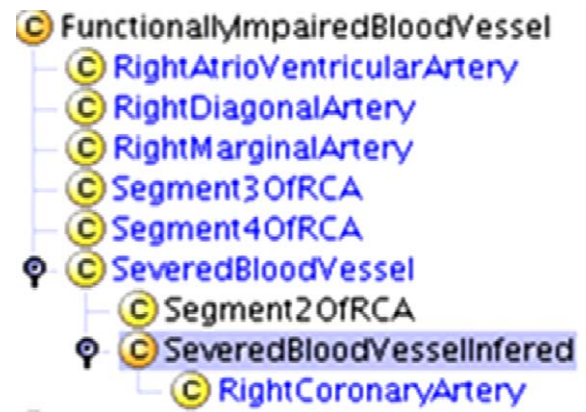 C FunctionallyImpairedBloodVessel
C RightAtrioVentricularArtery
C RightDiagonalArtery
C RightMarginalArtery
C Segment3OfRCA
C Segment4OfRCA
C SeveredBloodVessel
C Segment2OfRCA
C SeveredBloodVesselInfered
C RightCoronaryArtery